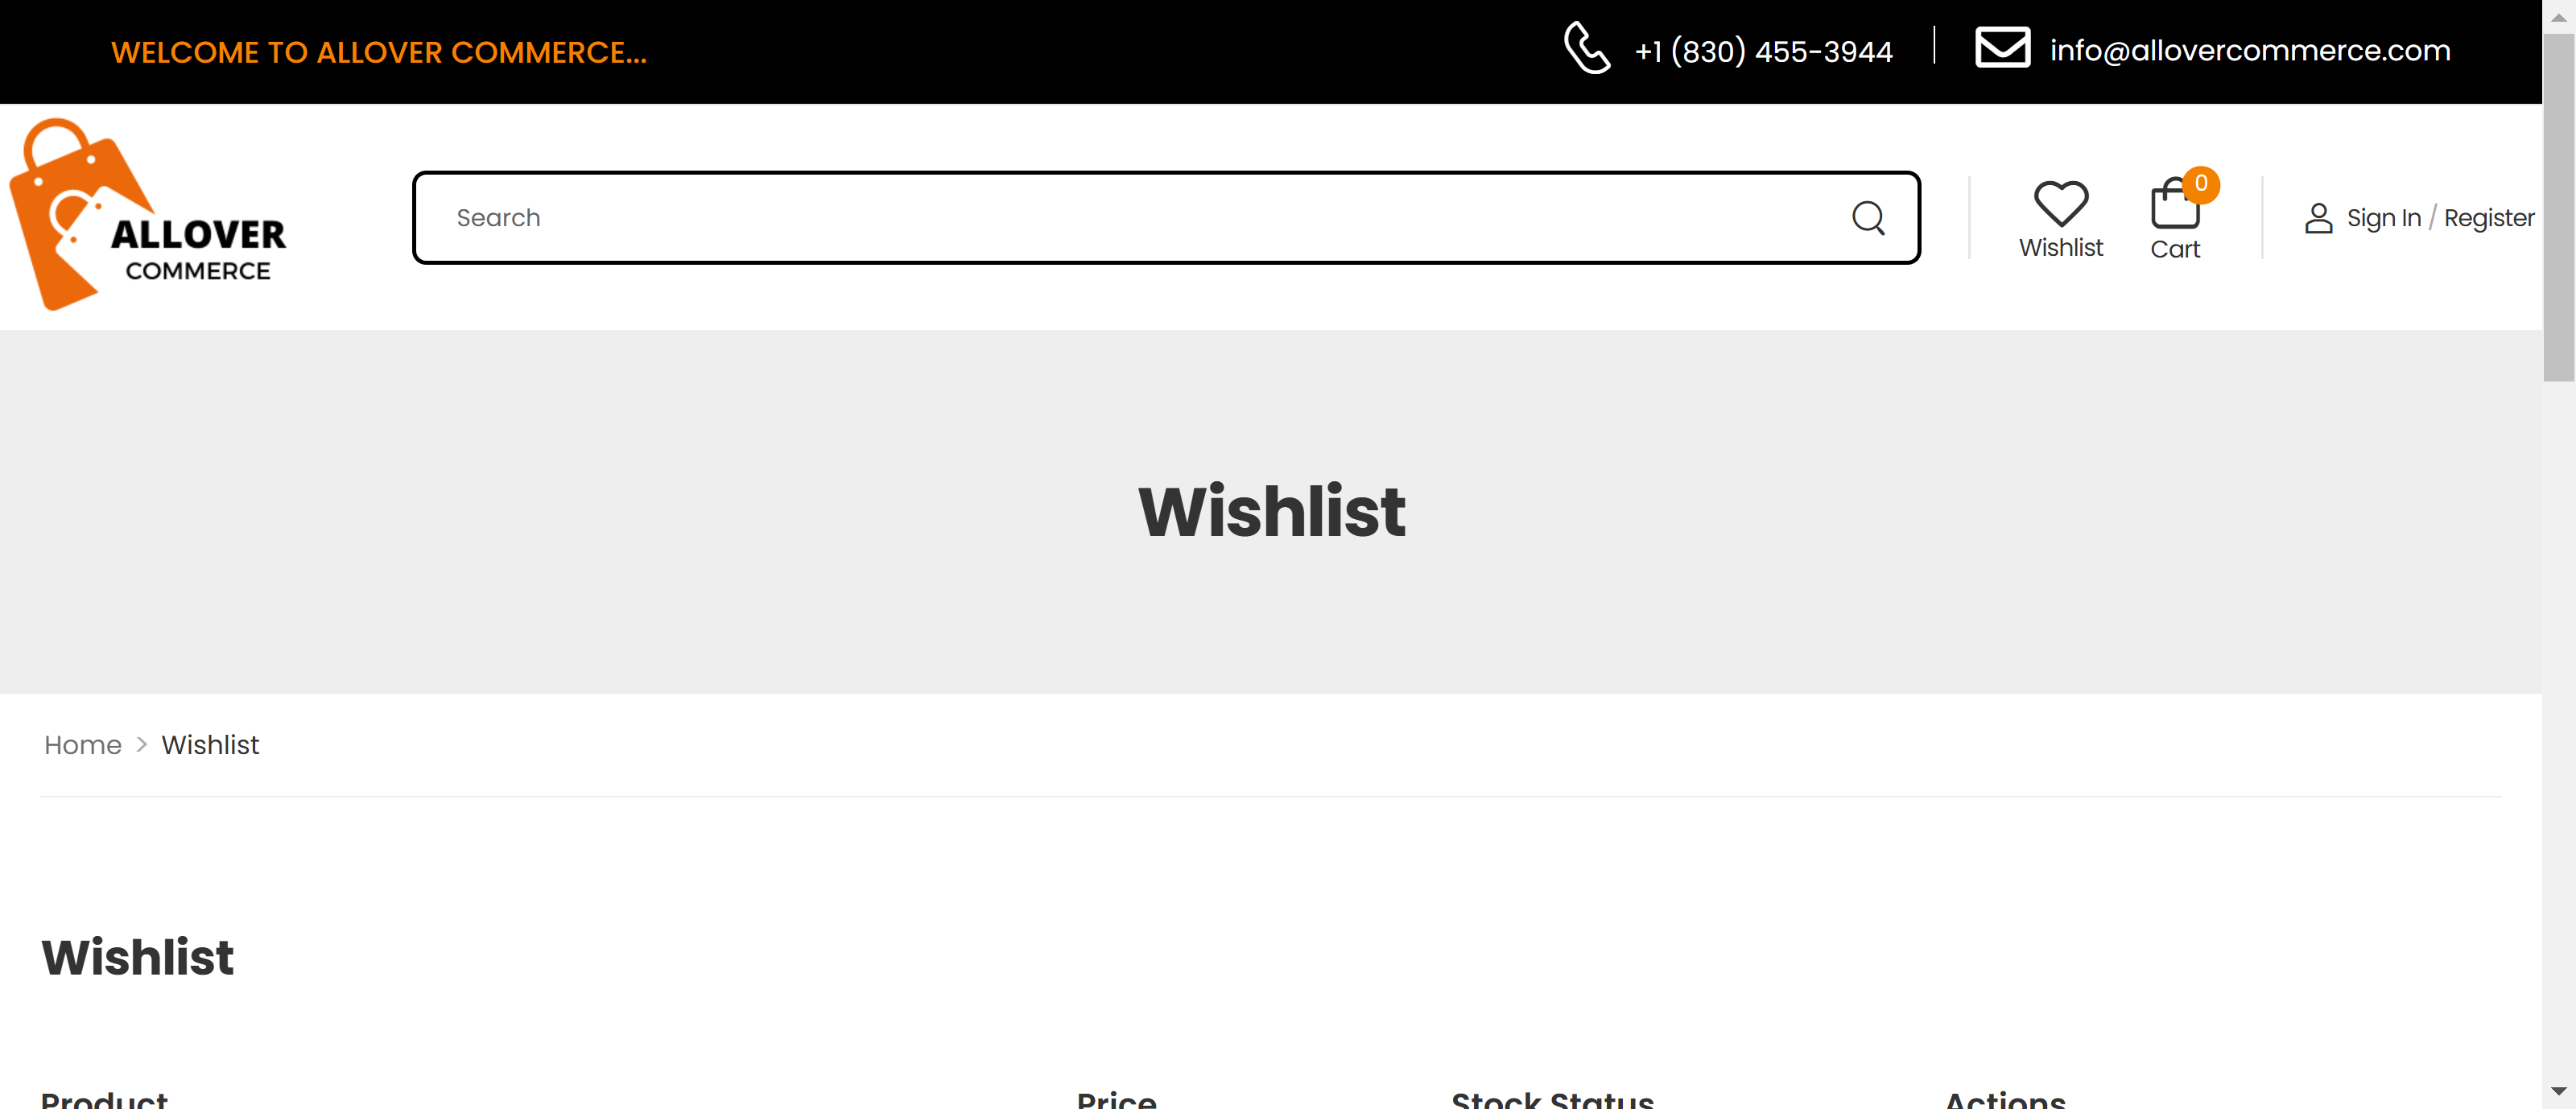 WELCOME TO ALLOVER COMMERCE...
+1 (830) 455-3944
info@allovercommerce.com
ALLOVER
COMMERCE
Search
Wishlist
0
Cart
Sign In / Register
Wishlist
Home > Wishlist
Wishlist
Product Price Stock Status Actions